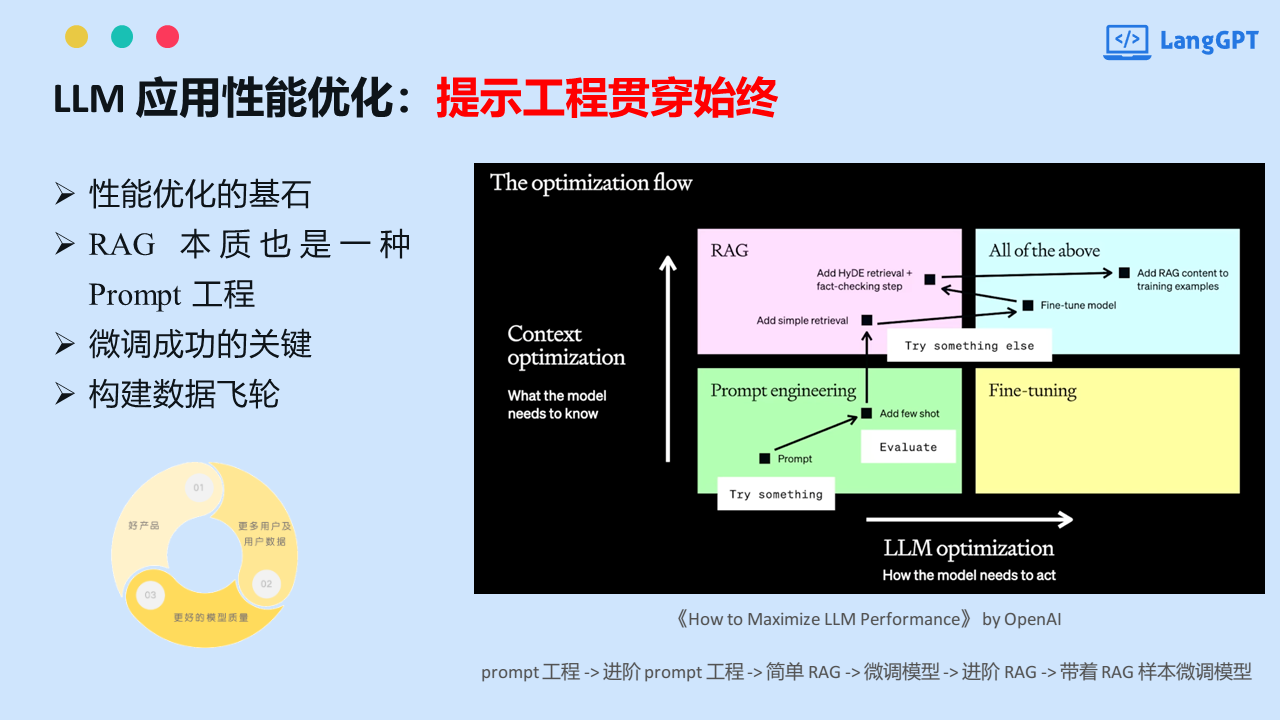 LangGPT
LLM 应用性能优化：提示工程贯穿始终
性能优化的基石
RAG 本质也是一种
Prompt 工程
微调成功的关键
构建数据飞轮
01
好产品
更多用户及
用户数据
02
03
更好的模型质量
The optimization flow
RAG
Add HyDE retrieval +
fact-checking step
Add simple retrieval
All of the above
Add RAG content to
training examples
Fine-tune model
Try something else
Context
optimization
What the model
needs to know
Prompt engineering
Add few shot
Evaluate
Prompt
Try something
Fine-tuning
LLM optimization
How the model needs to act
《How to Maximize LLM Performance》 by OpenAI
prompt 工程 -> 进阶 prompt 工程 -> 简单 RAG -> 微调模型 -> 进阶 RAG -> 带着 RAG 样本微调模型